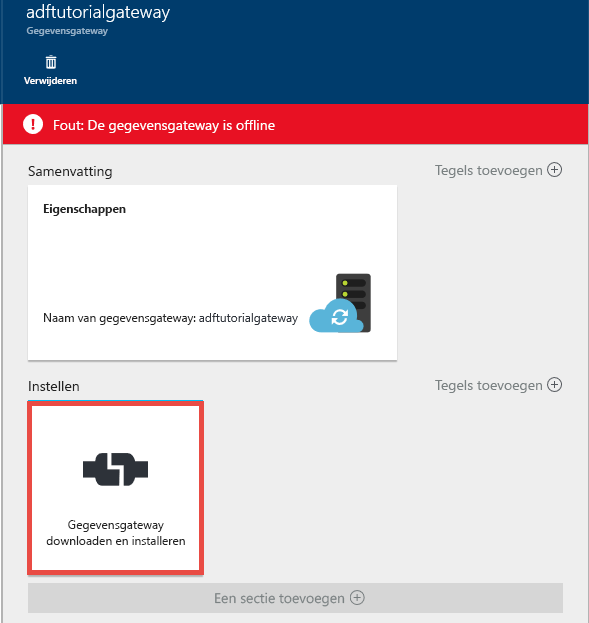 adftutorialgateway
Gegevensgateway
Verwijderen
Fout: De gegevensgateway is offline
Samenvatting
Tegels toevoegen
Eigenschappen
Naam van gegevensgateway: adftutorialgateway
Instellen
Tegels toevoegen
Gegevensgateway
downloaden en installeren
Een sectie toevoegen